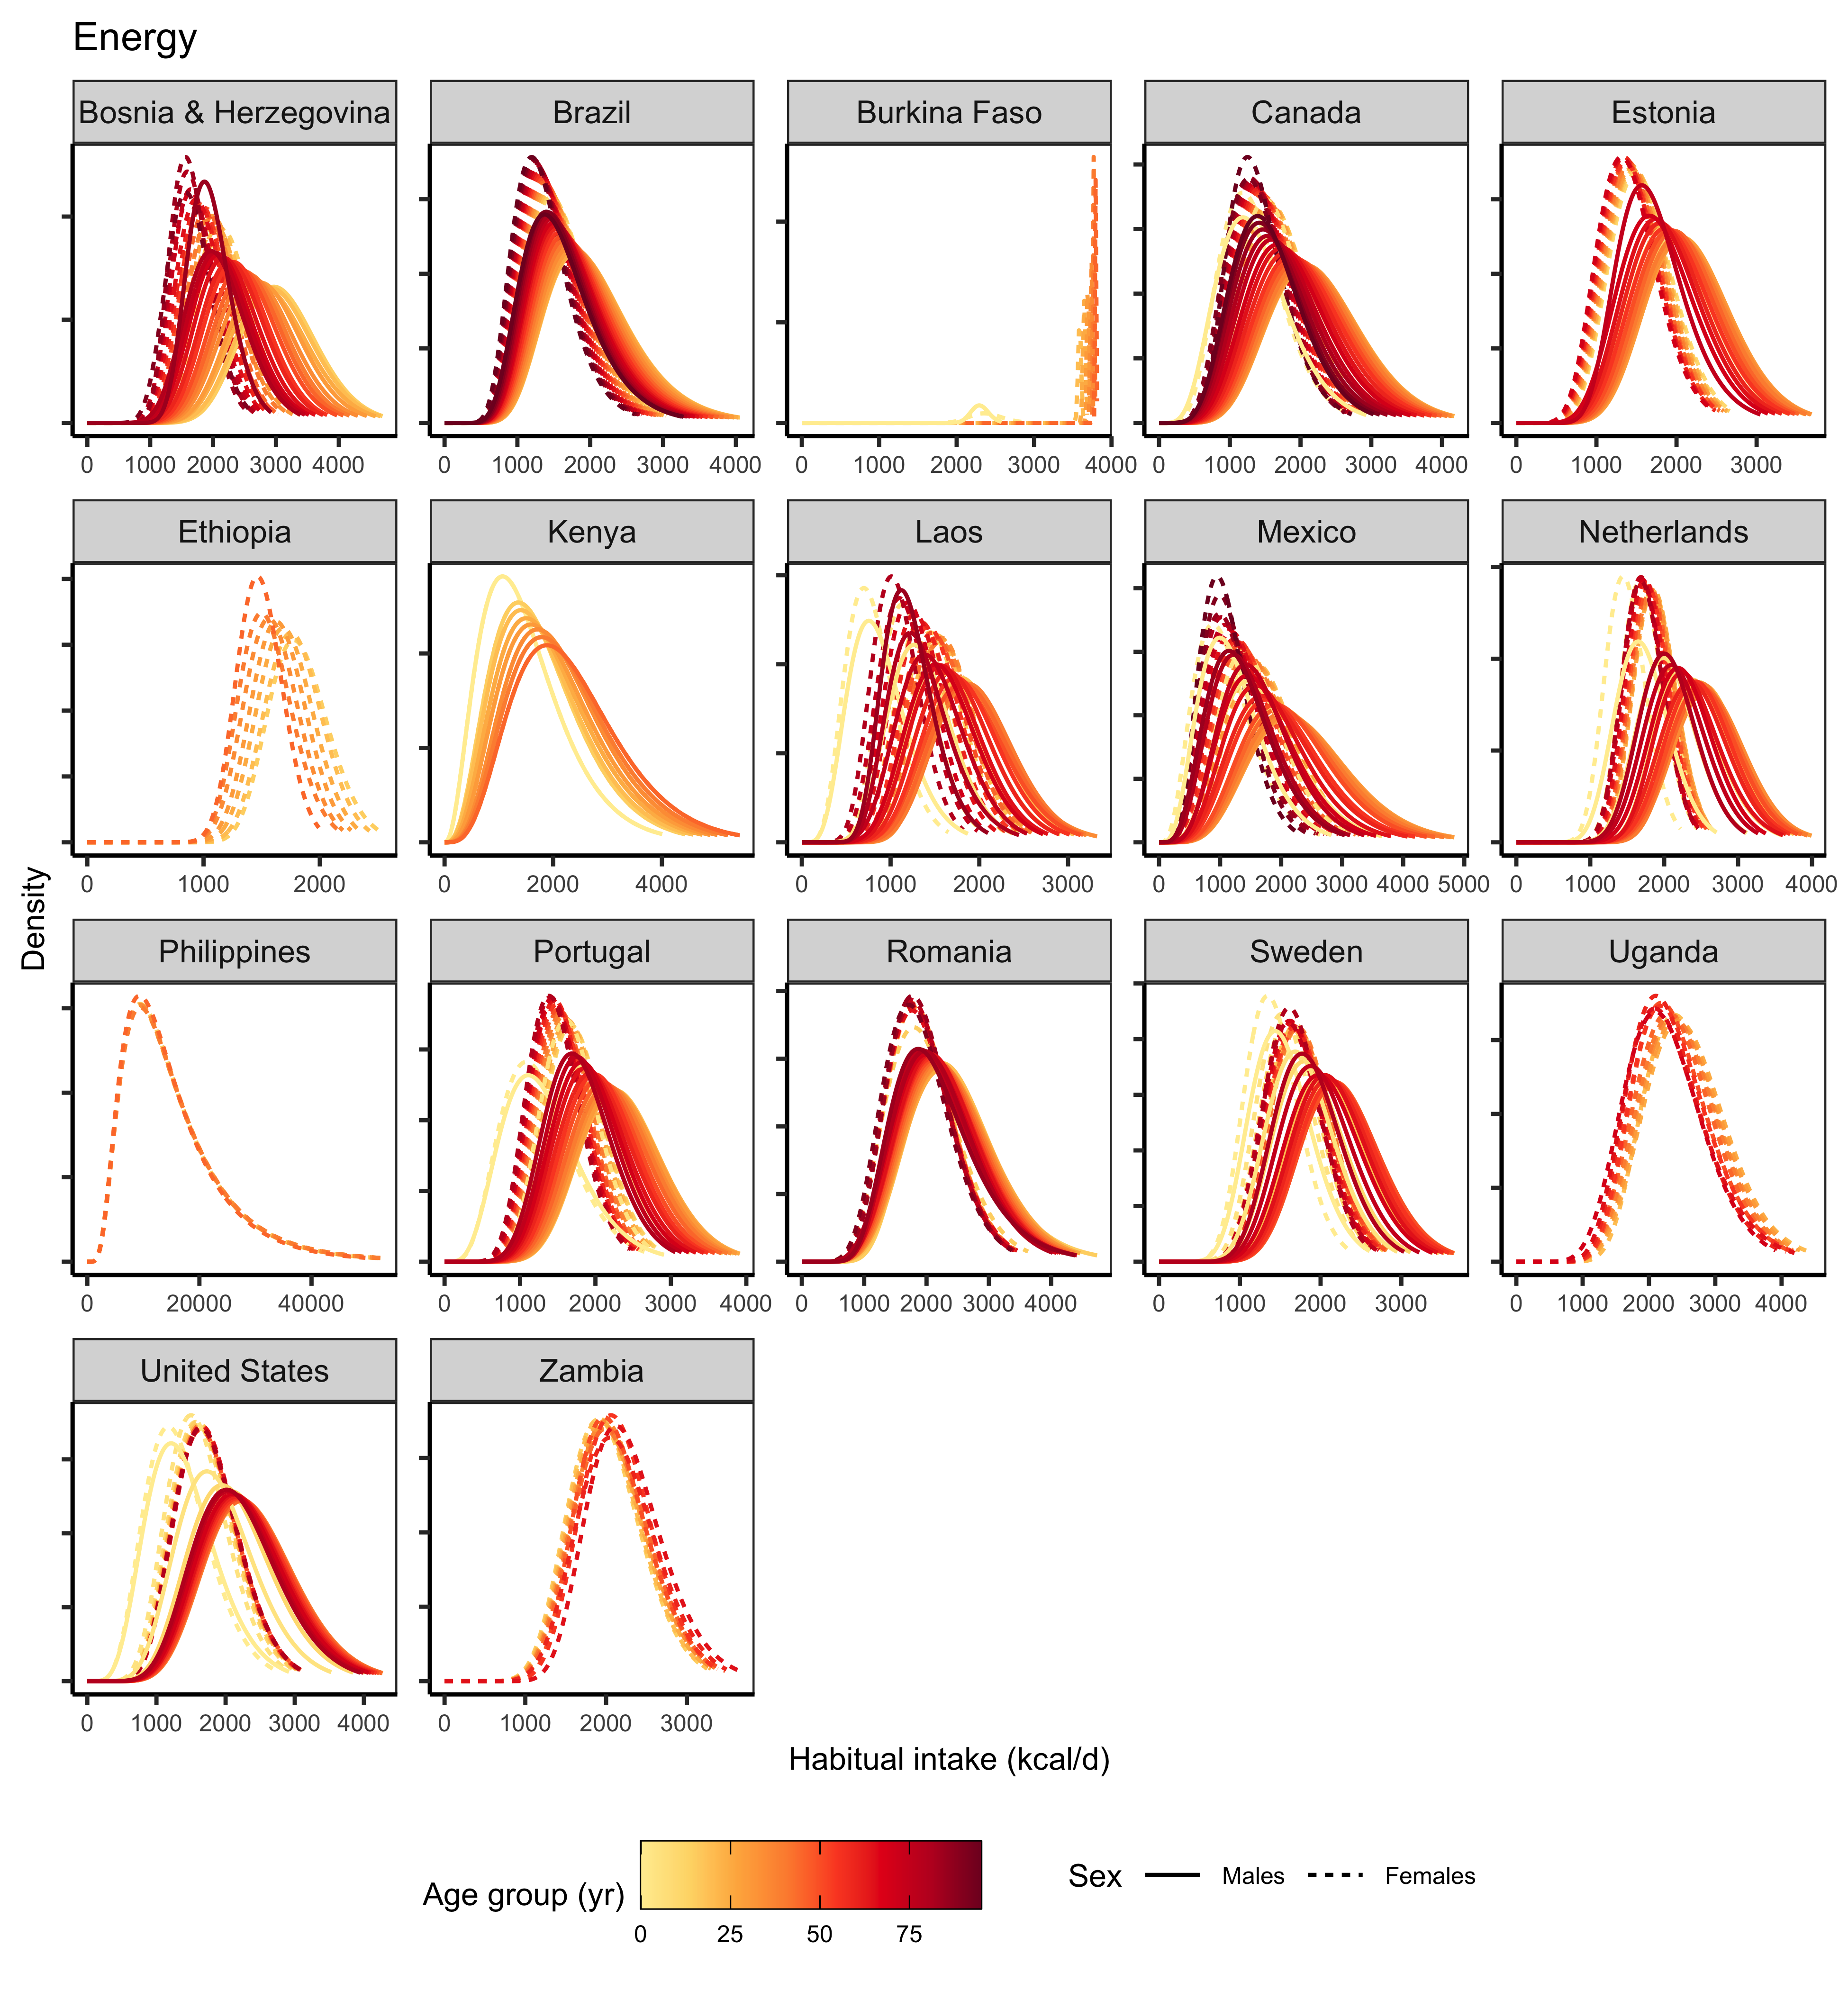 Energy
Bosnia & Herzegovina Brazil Burkina Faso Canada Estonia
0 1000 2000 3000 4000 0 1000 2000 3000 4000 0 1000 2000 3000 4000 0 1000 2000 3000 4000 0 1000 2000 3000
Ethiopia Kenya Laos Mexico Netherlands
0 1000 2000 0 2000 4000 0 1000 2000 3000 0 1000 2000 3000 4000 5000 0 1000 2000 3000 4000
Density
Philippines Portugal Romania Sweden Uganda
0 20000 40000 0 1000 2000 3000 4000 0 1000 2000 3000 4000 0 1000 2000 3000 0 1000 2000 3000 4000
United States Zambia
0 1000 2000 3000 4000 0 1000 2000 3000
Habitual intake (kcal/d)
Age group (yr)
0 25 50 75
Sex Males Females